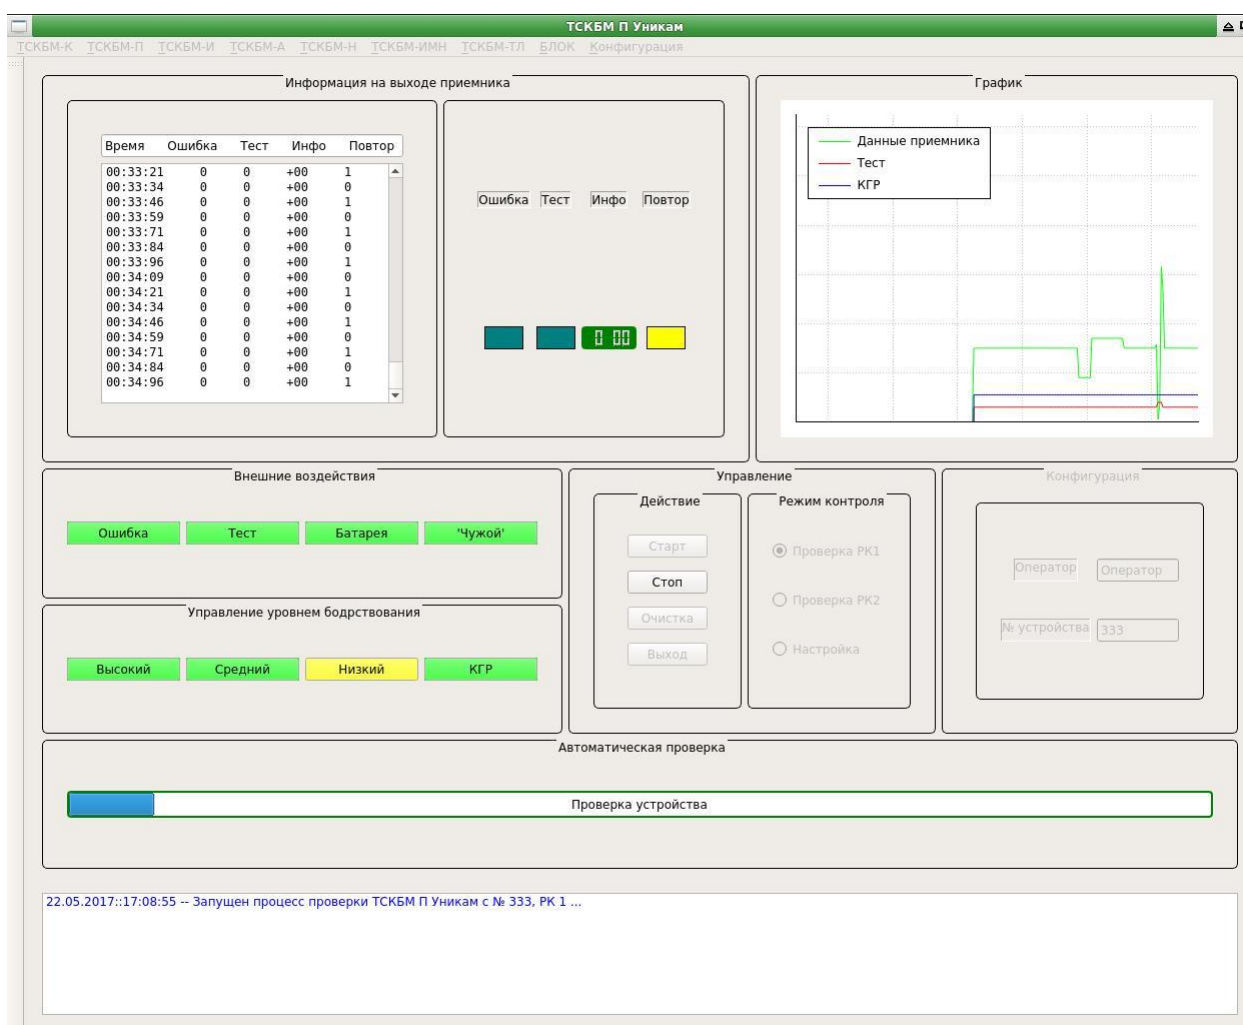 ТСКБМ П Уникам
ТСКБМ-К ТСКБМ-П ТСКБМ-И ТСКБМ-А ТСКБМ-Н ТСКБМ-ИМН ТСКБМ-ТЛ БЛОК Конфигурация
Информация на выходе приемника
Время Ошибка Тест Инфо Повтор
00:33:21 0 0 +00 1
00:33:34 0 0 +00 0
00:33:46 0 0 +00 1
00:33:59 0 0 +00 0
00:33:71 0 0 +00 1
00:33:84 0 0 +00 0
00:33:96 0 0 +00 1
00:34:09 0 0 +00 0
00:34:21 0 0 +00 1
00:34:34 0 0 +00 0
00:34:46 0 0 +00 1
00:34:59 0 0 +00 0
00:34:71 0 0 +00 1
00:34:84 0 0 +00 0
00:34:96 0 0 +00 1
Ошибка Тест Инфо Повтор
0 00
График
Данные приемника
Тест
КГР
Внешние воздействия
Ошибка Тест Батарея 'Чужой'
Управление уровнем бодрствования
Высокий Средний Низкий КГР
Управление
Действие
Старт
Стоп
Очистка
Выход
Режим контроля
Проверка РК1
Проверка РК2
Настройка
Конфигурация
Оператор Оператор
№ устройства 333
Автоматическая проверка
Проверка устройства
22.05.2017::17:08:55 -- Запущен процесс проверки ТСКБМ П Уникам с № 333, РК 1 ...